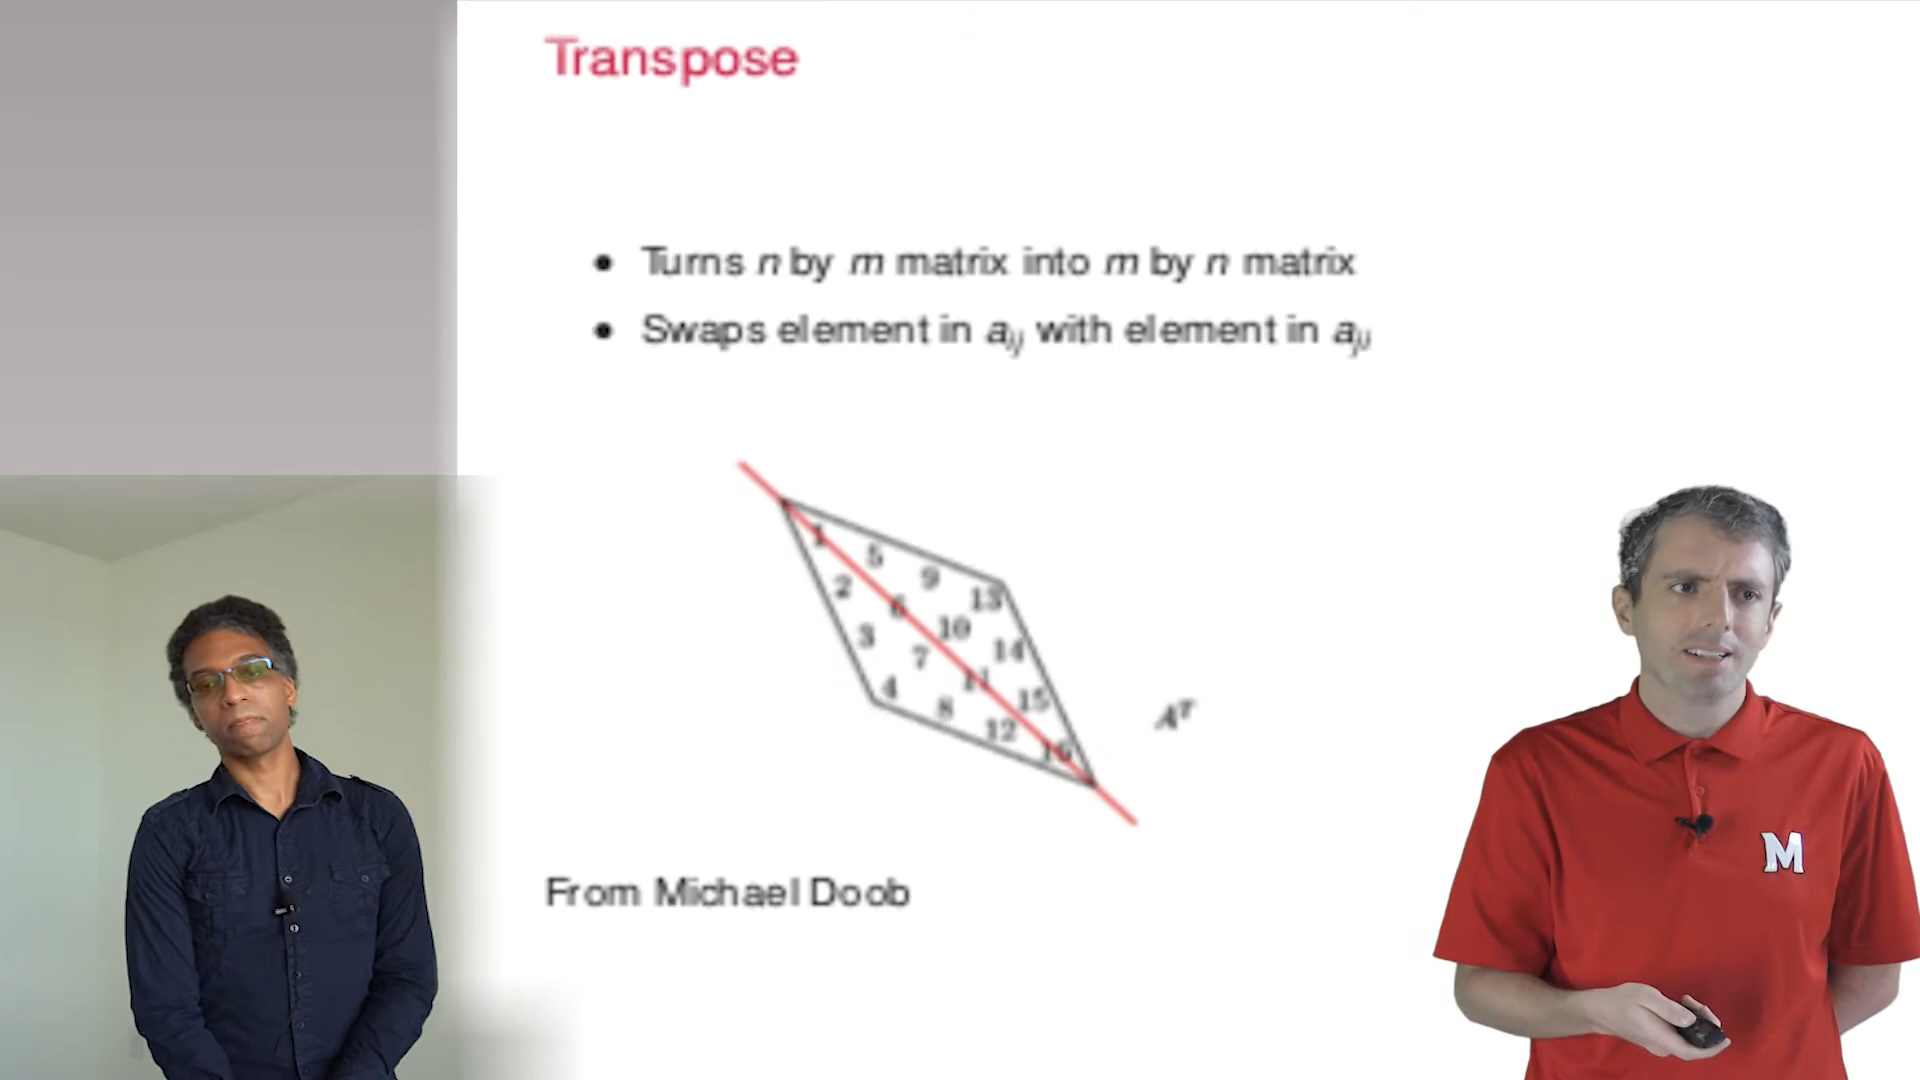 Transpose
• Turns n by m matrix into m by n matrix
• Swaps element in aij with element in aji
1 5 9 13
2 6 10 14
3 7 11 15
4 8 12 16
A^T
From Michael Doob
M